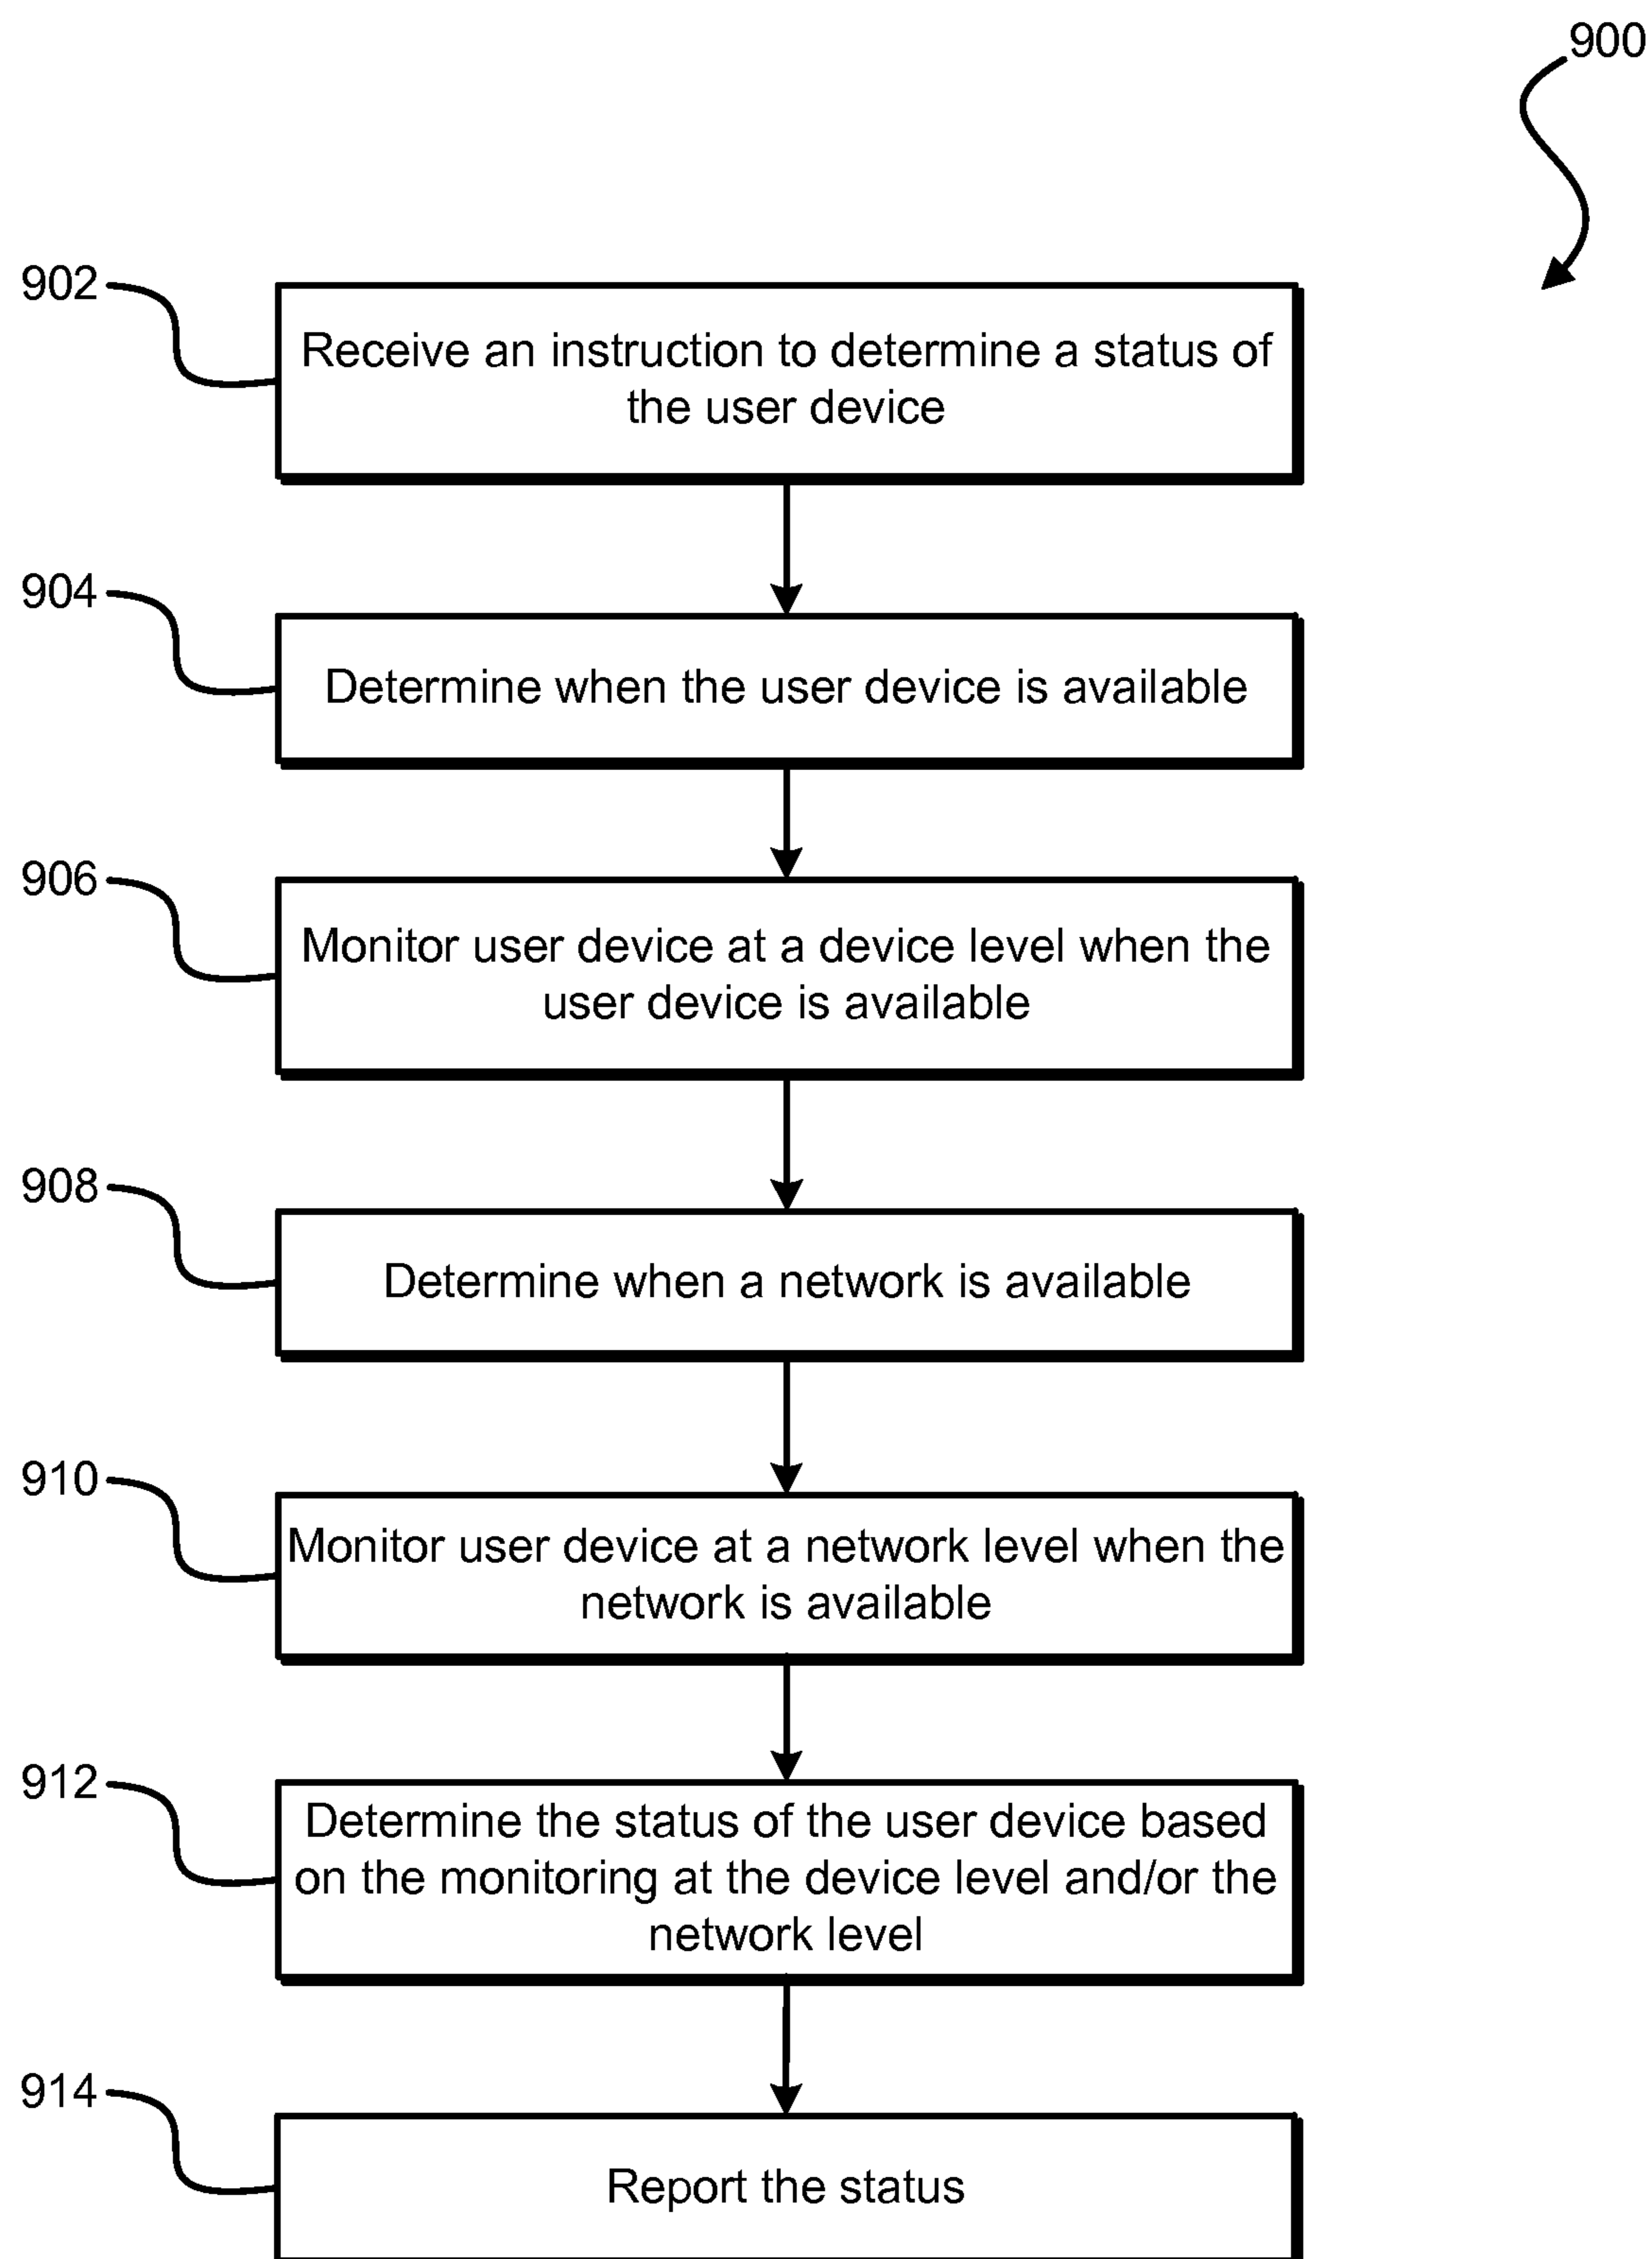 900
902
Receive an instruction to determine a status of
the user device
904
Determine when the user device is available
906
Monitor user device at a device level when the
user device is available
908
Determine when a network is available
910
Monitor user device at a network level when the
network is available
912
Determine the status of the user device based
on the monitoring at the device level and/or the
network level
914
Report the status